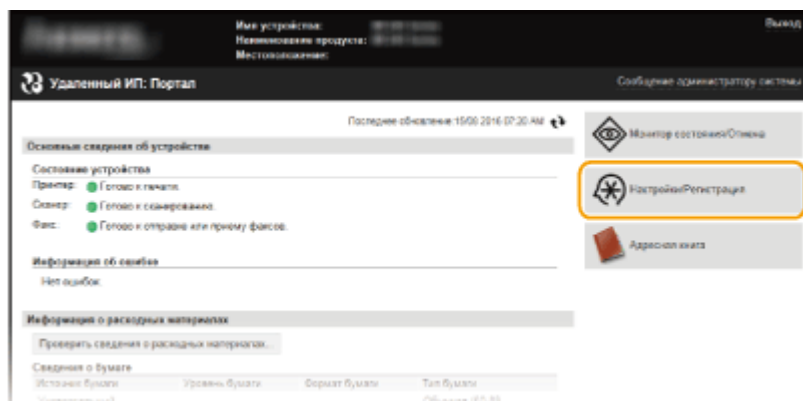 Имя устройства:
Наименование продукта:
Местоположение:
Выход
Удаленный ИП: Портал
Сообщение администратору системы
Последнее обновление:15/09 2016 07:20 AM
Основные сведения об устройстве
Состояние устройства
Принтер: Готово к печати.
Сканер: Готово к сканированию.
Факс: Готово к отправке или приему факсов.
Информация об ошибке
Нет ошибок.
Информация о расходных материалах
Проверить сведения о расходных материалах...
Сведения о бумаге
Источник бумаги Уровень бумаги Формат бумаги Тип бумаги
Монитор состояния/Отмена
Настройки/Регистрация
Адресная книга